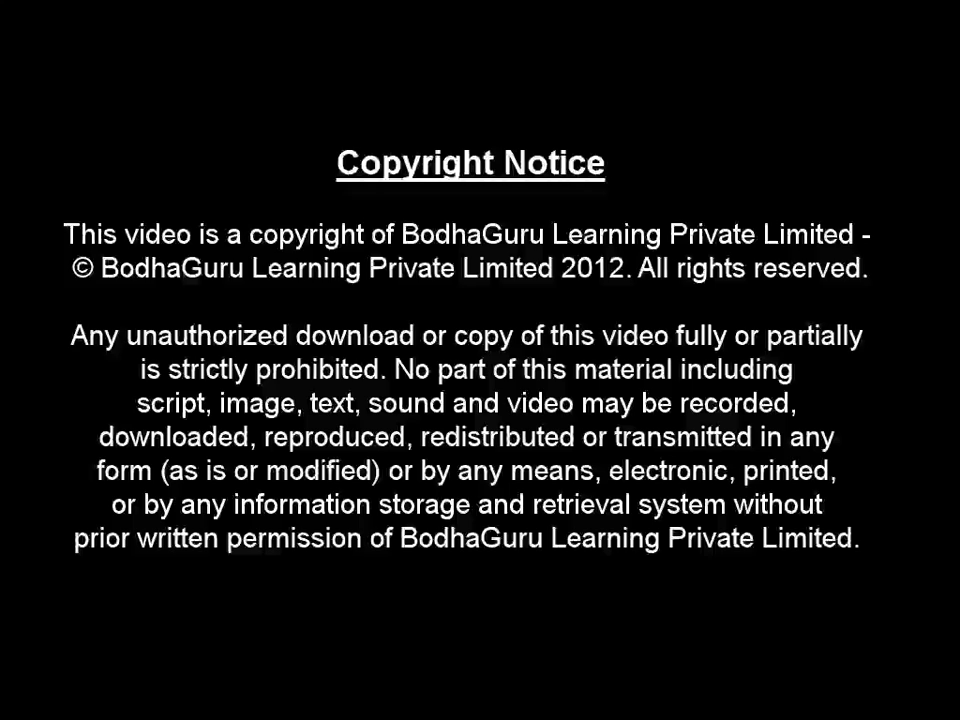 Copyright Notice
This video is a copyright of BodhaGuru Learning Private Limited -
© BodhaGuru Learning Private Limited 2012. All rights reserved.
Any unauthorized download or copy of this video fully or partially
is strictly prohibited. No part of this material including
script, image, text, sound and video may be recorded,
downloaded, reproduced, redistributed or transmitted in any
form (as is or modified) or by any means, electronic, printed,
or by any information storage and retrieval system without
prior written permission of BodhaGuru Learning Private Limited.